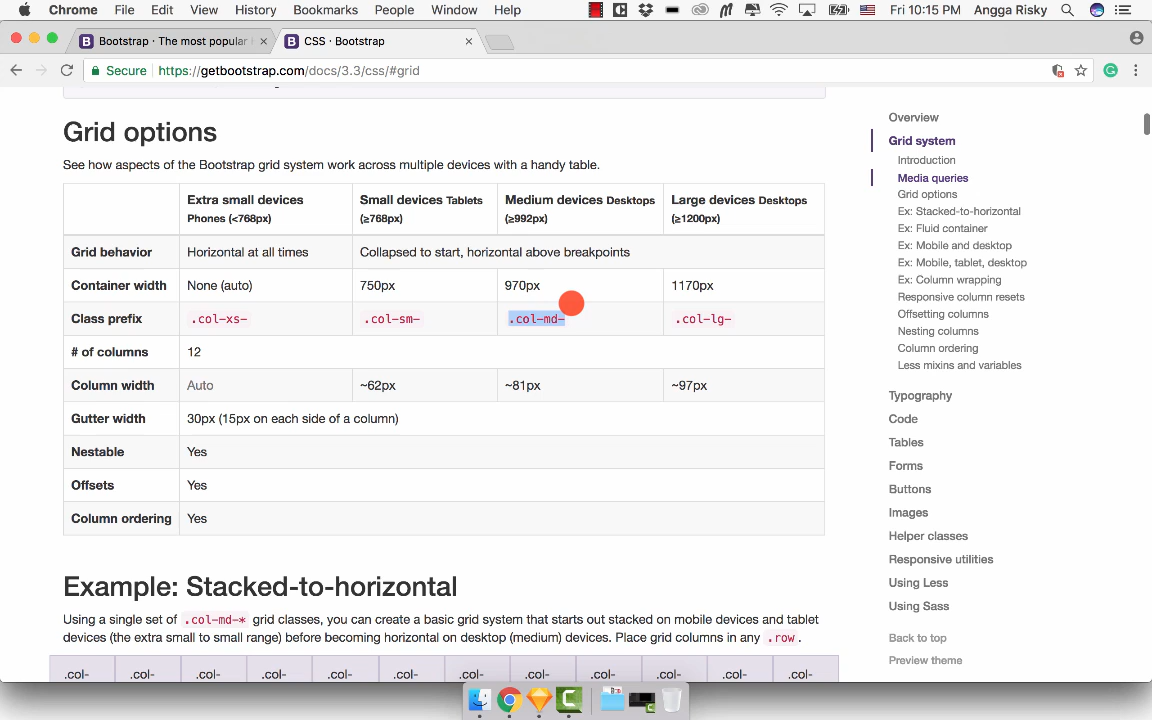 Chrome File Edit View History Bookmarks People Window Help Fri 10:15 PM Angga Risky
Bootstrap · The most popular CSS · Bootstrap
Secure https://getbootstrap.com/docs/3.3/css/#grid
Grid options
See how aspects of the Bootstrap grid system work across multiple devices with a handy table.
Extra small devices Small devices Tablets Medium devices Desktops Large devices Desktops
Phones (<768px) (≥768px) (≥992px) (≥1200px)
Grid behavior Horizontal at all times Collapsed to start, horizontal above breakpoints
Container width None (auto) 750px 970px 1170px
Class prefix .col-xs- .col-sm- .col-md- .col-lg-
# of columns 12
Column width Auto ~62px ~81px ~97px
Gutter width 30px (15px on each side of a column)
Nestable Yes
Offsets Yes
Column ordering Yes
Example: Stacked-to-horizontal
Using a single set of .col-md-* grid classes, you can create a basic grid system that starts out stacked on mobile devices and tablet
devices (the extra small to small range) before becoming horizontal on desktop (medium) devices. Place grid columns in any .row .
.col- .col- .col- .col- .col- .col- .col- .col- .col- .col- .col- .col-
Overview
Grid system
Introduction
Media queries
Grid options
Ex: Stacked-to-horizontal
Ex: Fluid container
Ex: Mobile and desktop
Ex: Mobile, tablet, desktop
Ex: Column wrapping
Responsive column resets
Offsetting columns
Nesting columns
Column ordering
Less mixins and variables
Typography
Code
Tables
Forms
Buttons
Images
Helper classes
Responsive utilities
Using Less
Using Sass
Back to top
Preview theme